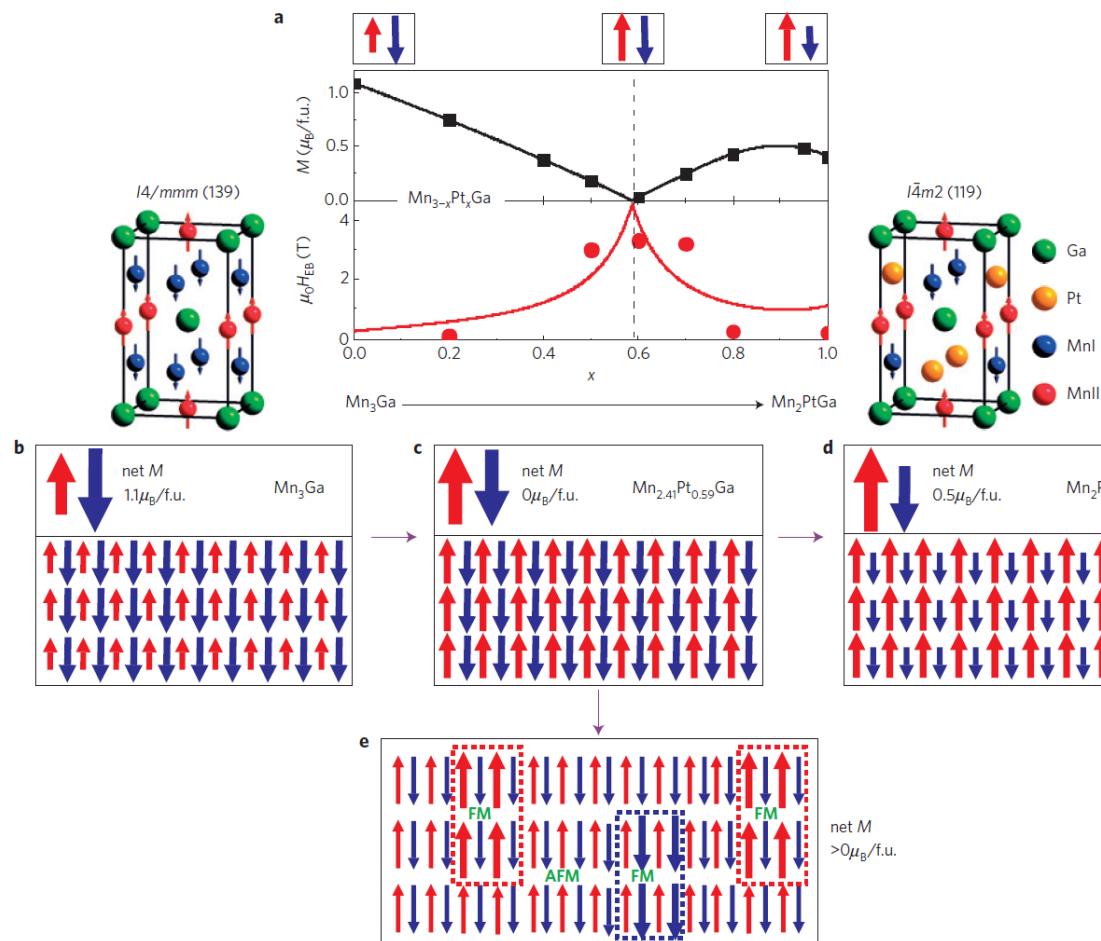 a
M (μB/f.u.)
1.0
0.5
0.0
Mn3−xPtxGa
μ0HEB (T)
4
2
0
0.0 0.2 0.4 0.6 0.8 1.0
x
Mn3Ga
Mn2PtGa
I4/mmm (139)
I4̄m2 (119)
Ga
Pt
MnI
MnII
b
net M
1.1μB/f.u.
Mn3Ga
c
net M
0μB/f.u.
Mn2.41Pt0.59Ga
d
net M
0.5μB/f.u.
Mn2P
e
FM
AFM
FM
FM
net M
>0μB/f.u.